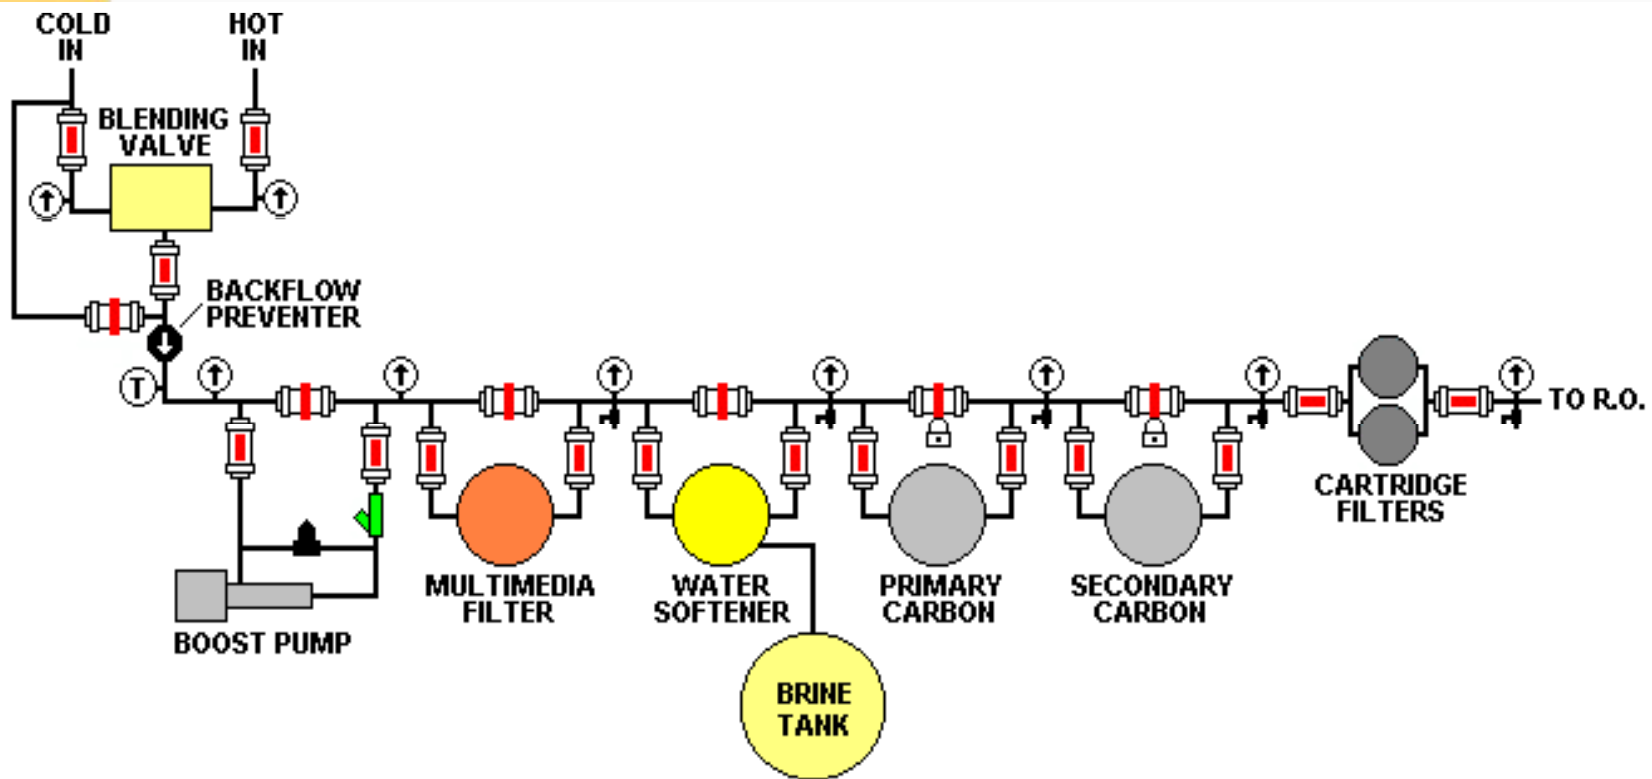 COLD
IN
HOT
IN
BLENDING
VALVE
BACKFLOW
PREVENTER
T
TO R.O.
CARTRIDGE
FILTERS
MULTIMEDIA
FILTER
WATER
SOFTENER
PRIMARY
CARBON
SECONDARY
CARBON
BOOST PUMP
BRINE
TANK